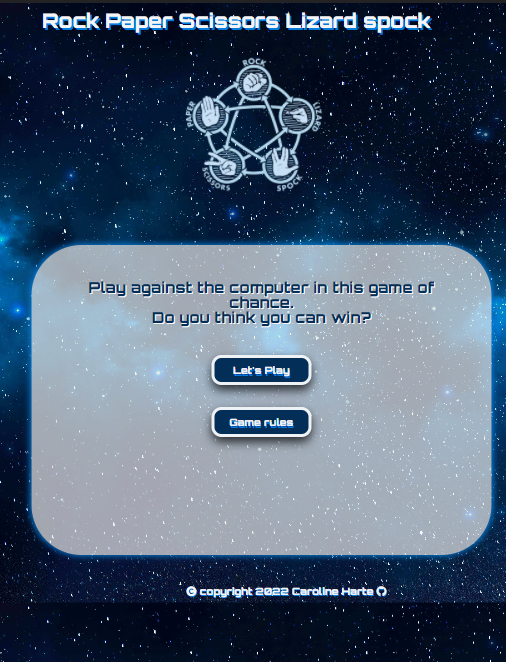 Rock Paper Scissors Lizard spock
ROCK
PAPER
LIZARD
SCISSORS
SPOCK
Play against the computer in this game of
chance.
Do you think you can win?
Let's Play
Game rules
© copyright 2022 Caroline Harte